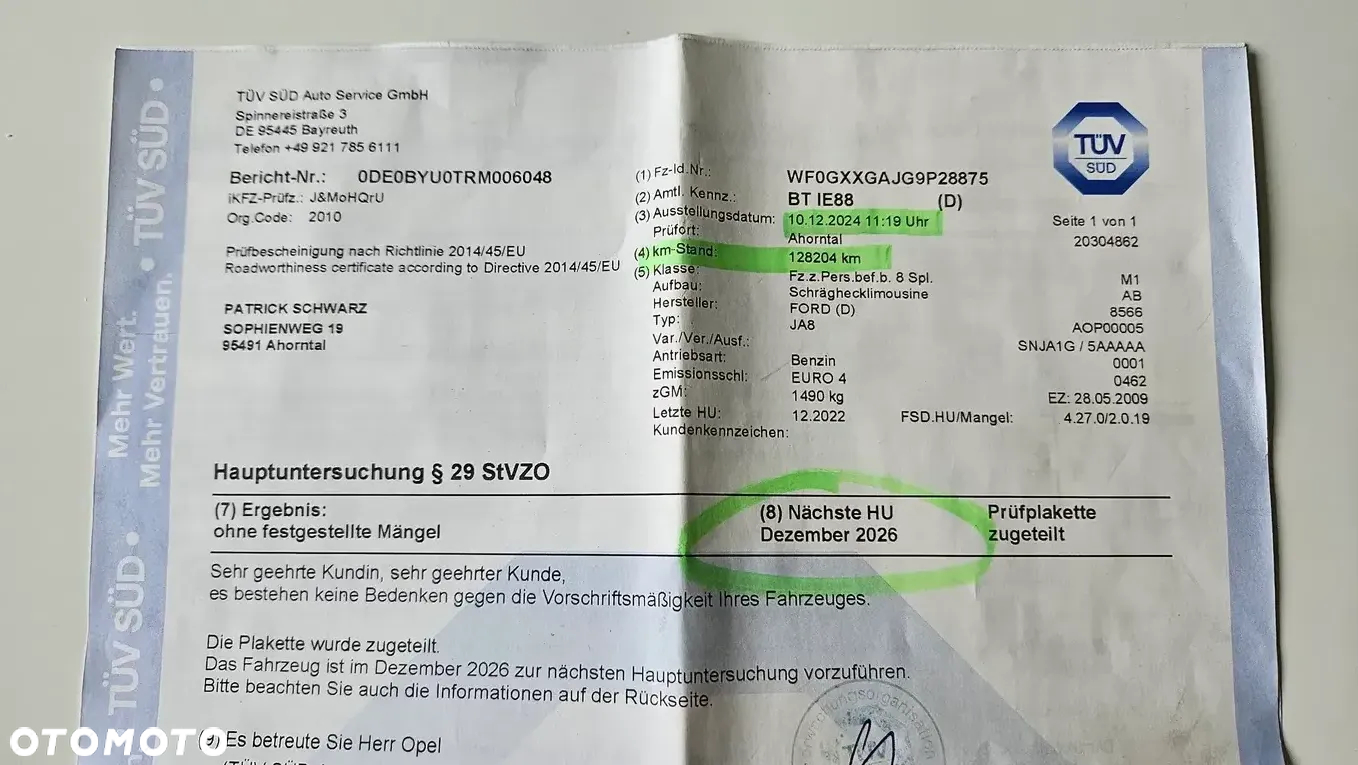 TÜV SÜD Auto Service GmbH
Spinnereistraße 3
DE 95445 Bayreuth
Telefon +49 921 785 6111
Bericht-Nr.: 0DE0BYU0TRM006048
iKFZ-Prüfz.: J&MoHQrU
Org.Code: 2010
Prüfbescheinigung nach Richtlinie 2014/45/EU
Roadworthiness certificate according to Directive 2014/45/EU
PATRICK SCHWARZ
SOPHIENWEG 19
95491 Ahorntal
(1) Fz-Id.Nr.: WF0GXXGAJG9P28875
(2) Amtl. Kennz.: BT IE88 (D)
(3) Ausstellungsdatum: 10.12.2024 11:19 Uhr
Prüfort: Ahorntal
(4) km-Stand: 128204 km
(5) Klasse: Fz.z.Pers.bef.b. 8 Spl. M1
Aufbau: Schräghecklimousine AB
Hersteller: FORD (D) 8566
Typ: JA8 AOP00005
Var./Ver./Ausf.: SNJA1G / 5AAAAA
Antriebsart: Benzin 0001
Emissionsschl: EURO 4 0462
zGM: 1490 kg EZ: 28.05.2009
Letzte HU: 12.2022 FSD.HU/Mangel: 4.27.0/2.0.19
Kundenkennzeichen:
TÜV
SÜD
Seite 1 von 1
20304862
Hauptuntersuchung § 29 StVZO
(7) Ergebnis:
ohne festgestellte Mängel
(8) Nächste HU
Dezember 2026
Prüfplakette
zugeteilt
Sehr geehrte Kundin, sehr geehrter Kunde,
es bestehen keine Bedenken gegen die Vorschriftsmäßigkeit Ihres Fahrzeuges.
Die Plakette wurde zugeteilt.
Das Fahrzeug ist im Dezember 2026 zur nächsten Hauptuntersuchung vorzuführen.
Bitte beachten Sie auch die Informationen auf der Rückseite.
(9) Es betreute Sie Herr Opel
TÜV SÜD
Mehr Wert.
Mehr Vertrauen.
TÜV SÜD
OTOMOTO